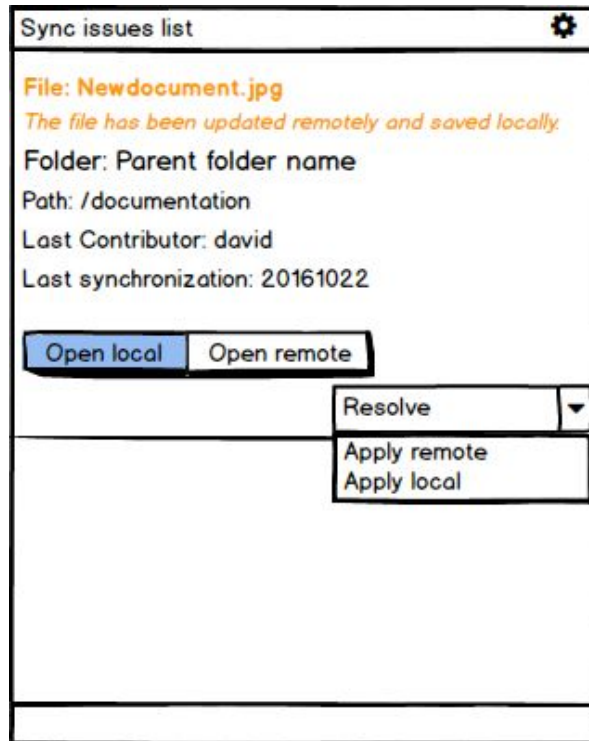 Sync issues list
File: Newdocument.jpg
The file has been updated remotely and saved locally.
Folder: Parent folder name
Path: /documentation
Last Contributor: david
Last synchronization: 20161022
Open local Open remote
Resolve
Apply remote
Apply local